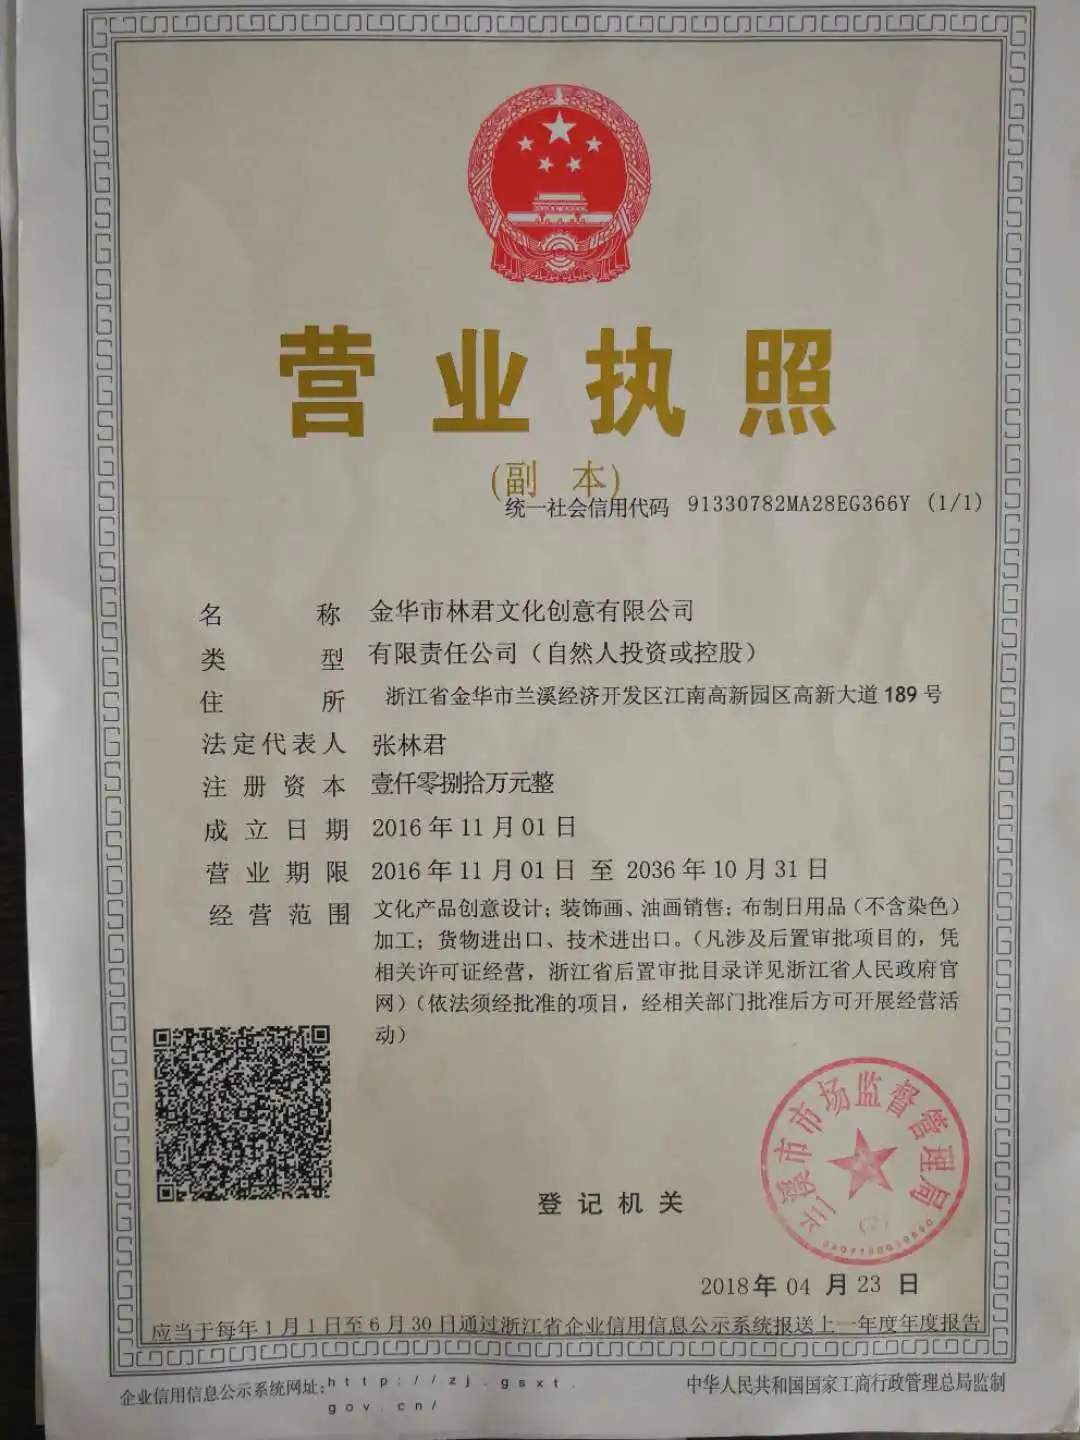 营业执照
(副 本)
统一社会信用代码 91330782MA28EG366Y (1/1)
名 称 金华市林君文化创意有限公司
类 型 有限责任公司（自然人投资或控股）
住 所 浙江省金华市兰溪经济开发区江南高新园区高新大道189号
法定代表人 张林君
注册资本 壹仟零捌拾万元整
成立日期 2016年11月01日
营业期限 2016年11月01日 至 2036年10月31日
经营范围 文化产品创意设计；装饰画、油画销售；布制日用品（不含染色）
加工；货物进出口、技术进出口。（凡涉及后置审批项目的，凭
相关许可证经营，浙江省后置审批目录详见浙江省人民政府官
网）（依法须经批准的项目，经相关部门批准后方可开展经营活
动）
兰溪市市场监督管理局
(2)
登记机关
2018年 04 月 23 日
应当于每年1月1日至6月30日通过浙江省企业信用信息公示系统报送上一年度年度报告
企业信用信息公示系统网址：http://zj.gsxt.
gov.cn/
中华人民共和国国家工商行政管理总局监制